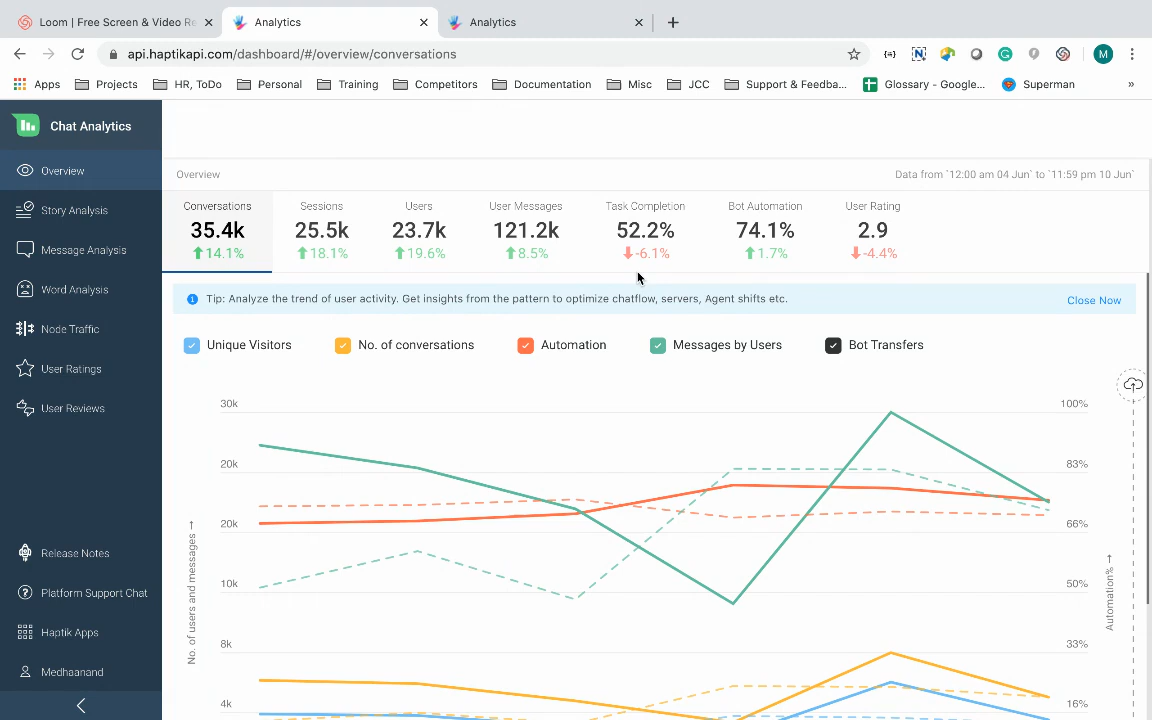 Loom | Free Screen & Video Re
Analytics
Analytics
api.haptikapi.com/dashboard/#/overview/conversations
M
Apps
Projects
HR, ToDo
Personal
Training
Competitors
Documentation
Misc
JCC
Support & Feedba...
Glossary - Google...
Superman
»
Chat Analytics
Overview
Story Analysis
Message Analysis
Word Analysis
Node Traffic
User Ratings
User Reviews
Release Notes
Platform Support Chat
Haptik Apps
Medhaanand
Overview
Data from `12:00 am 04 Jun` to `11:59 pm 10 Jun`
Conversations
35.4k
14.1%
Sessions
25.5k
18.1%
Users
23.7k
19.6%
User Messages
121.2k
8.5%
Task Completion
52.2%
-6.1%
Bot Automation
74.1%
1.7%
User Rating
2.9
-4.4%
Tip: Analyze the trend of user activity. Get insights from the pattern to optimize chatflow, servers, Agent shifts etc.
Close Now
Unique Visitors
No. of conversations
Automation
Messages by Users
Bot Transfers
30k
20k
20k
10k
8k
4k
No. of users and messages →
100%
83%
66%
50%
33%
16%
Automation% →